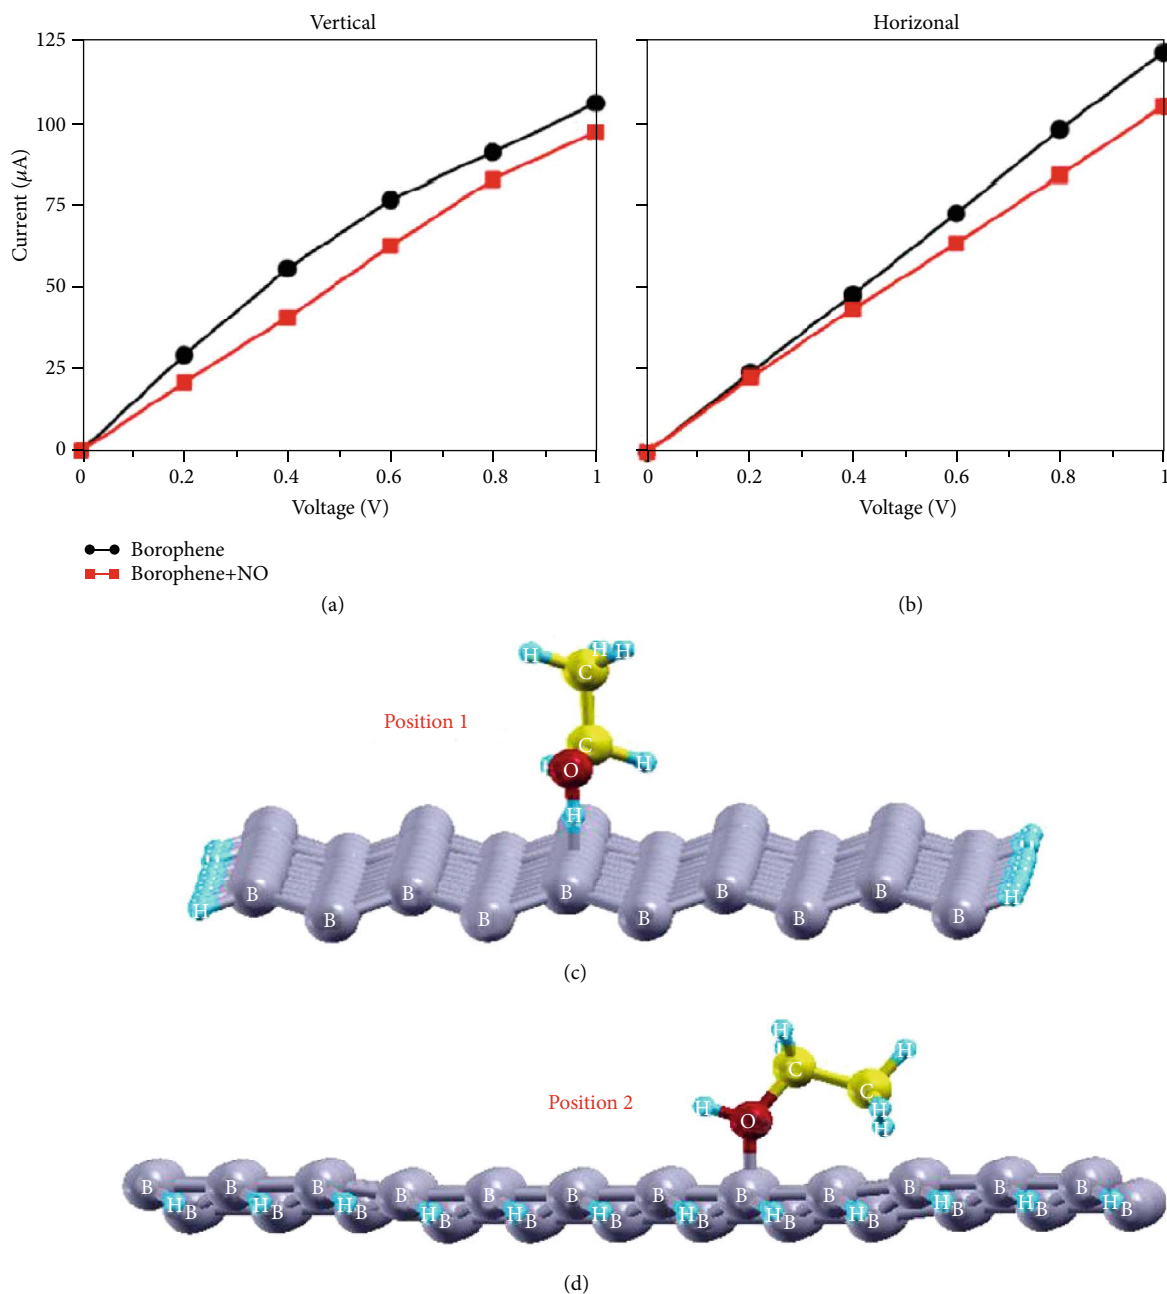 Vertical
Horizonal
125
100
75
50
25
0
Current (μA)
0 0.2 0.4 0.6 0.8 1
0 0.2 0.4 0.6 0.8 1
Voltage (V)
Voltage (V)
Borophene
Borophene+NO
(a)
(b)
H H H
C
Position 1
C
H
O
H
B B B B B
H B B B B B H
(c)
H
H
C
C
Position 2
H
H
O
H
B B B B B B B B B B B B
H H H H H H H H H H H H
B B B B B B B B B B B B
(d)